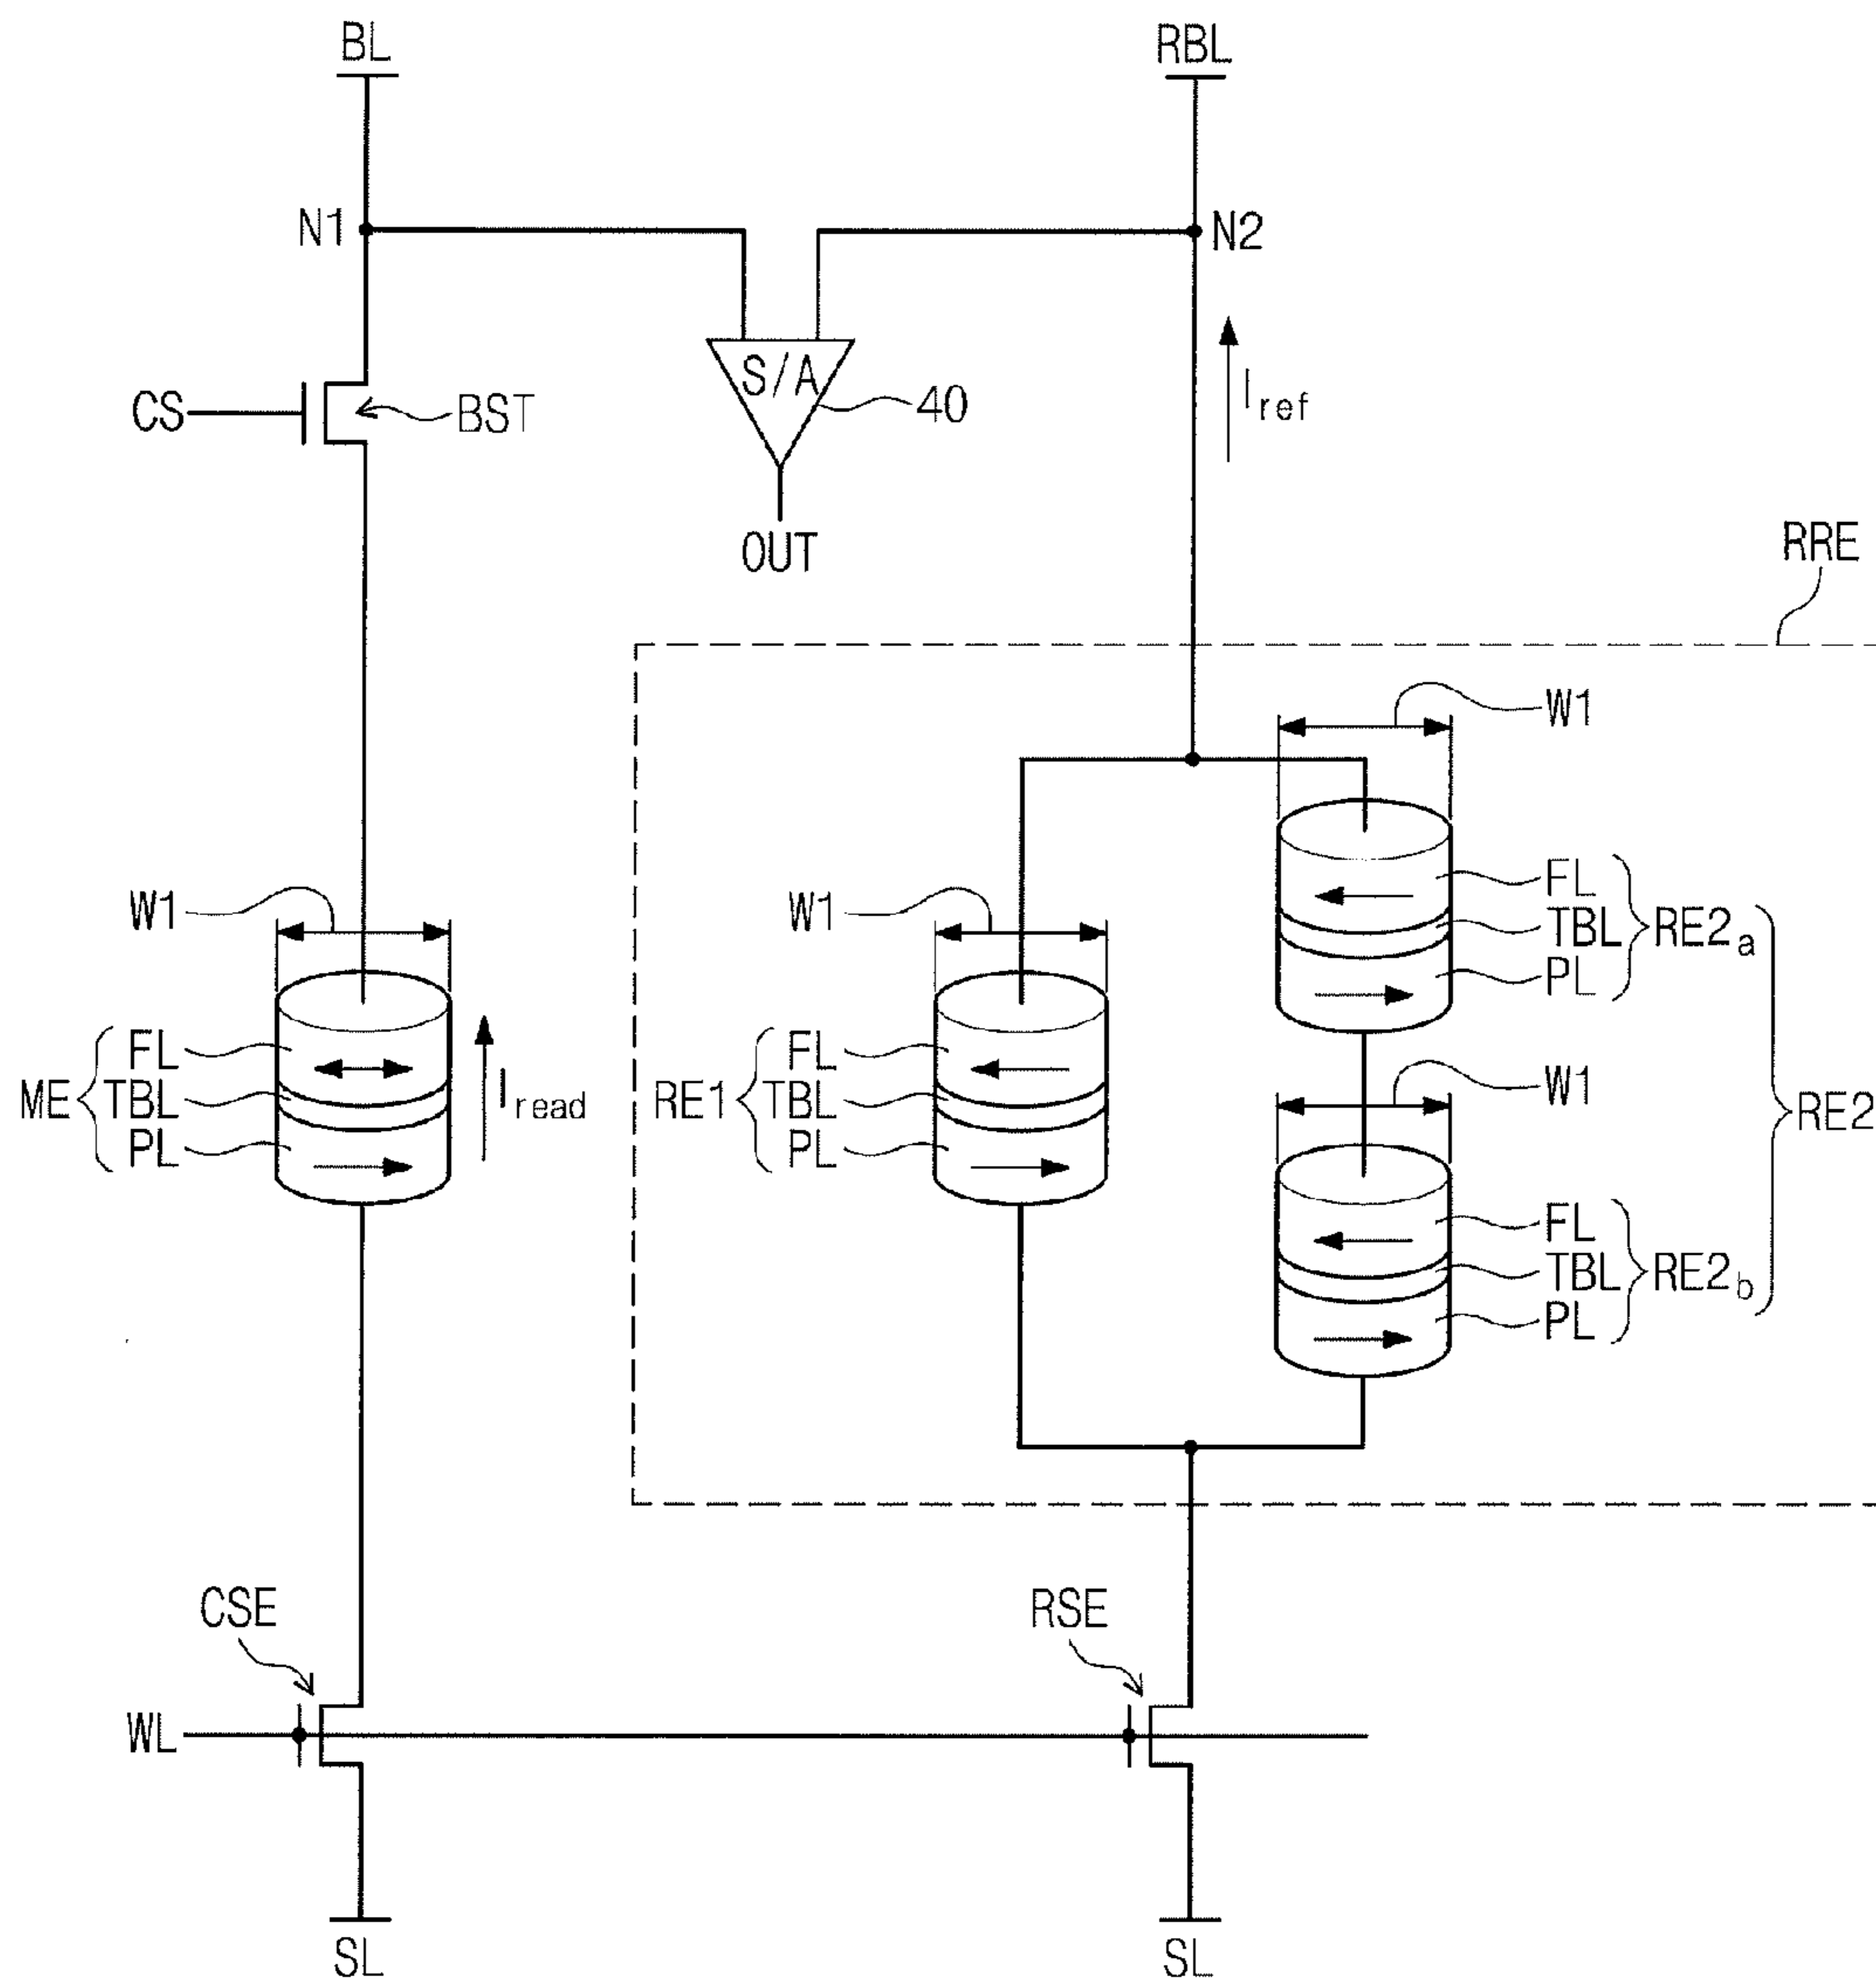 BL
RBL
N1
N2
S/A
40
CS
BST
I_ref
OUT
RRE
W1
W1
W1
FL
TBL
PL
RE2_a
ME
FL
TBL
PL
I_read
RE1
FL
TBL
PL
W1
RE2
FL
TBL
PL
RE2_b
CSE
RSE
WL
SL
SL